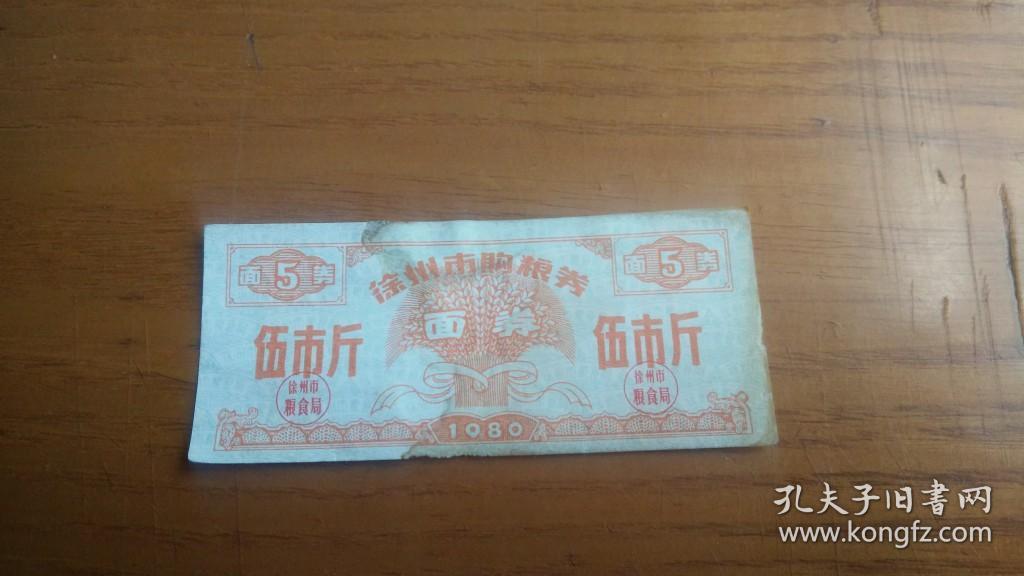 面5券
徐州市购粮券
面5券
面券
伍市斤
伍市斤
徐州市
粮食局
徐州市
粮食局
1980
孔夫子旧書网
www.kongfz.com